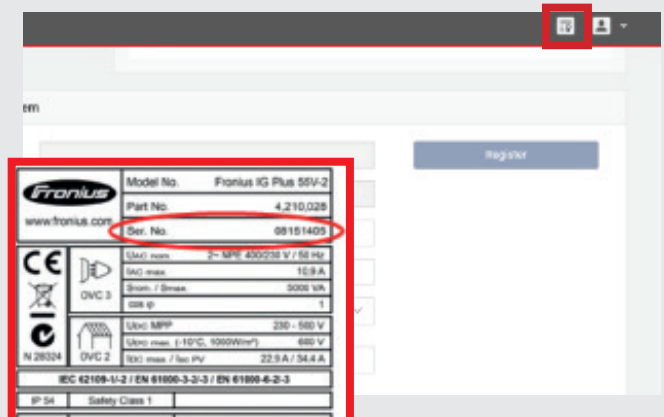 em
Register
Fronius
www.fronius.com
Model No. Fronius IG Plus 55V-2
Part No. 4,210,028
Ser. No. 08151405
CE
OVC 3
UAC nom. 2~ NPE 400/230 V / 50 Hz
IAC max. 10,9 A
Snom. / Smax. 5000 VA
cos φ 1
N 28324
OVC 2
UDC MPP 230 - 500 V
UDC max. (-10°C, 1000W/m²) 600 V
IDC max. / Isc PV 22,9 A / 34,4 A
IEC 62109-1/-2 / EN 61000-3-2/-3 / EN 61000-6-2/-3
IP 54 Safety Class 1